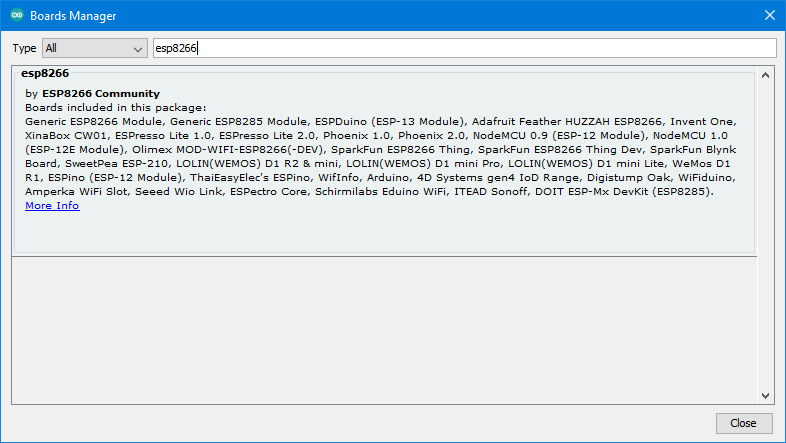 Boards Manager
Type All esp8266
esp8266
by ESP8266 Community
Boards included in this package:
Generic ESP8266 Module, Generic ESP8285 Module, ESPDuino (ESP-13 Module), Adafruit Feather HUZZAH ESP8266, Invent One,
XinaBox CW01, ESPresso Lite 1.0, ESPresso Lite 2.0, Phoenix 1.0, Phoenix 2.0, NodeMCU 0.9 (ESP-12 Module), NodeMCU 1.0
(ESP-12E Module), Olimex MOD-WIFI-ESP8266(-DEV), SparkFun ESP8266 Thing, SparkFun ESP8266 Thing Dev, SparkFun Blynk
Board, SweetPea ESP-210, LOLIN(WEMOS) D1 R2 & mini, LOLIN(WEMOS) D1 mini Pro, LOLIN(WEMOS) D1 mini Lite, WeMos D1
R1, ESPino (ESP-12 Module), ThaiEasyElec's ESPino, WifInfo, Arduino, 4D Systems gen4 IoD Range, Digistump Oak, WiFiduino,
Amperka WiFi Slot, Seeed Wio Link, ESPectro Core, Schirmilabs Eduino WiFi, ITEAD Sonoff, DOIT ESP-Mx DevKit (ESP8285).
More Info
Close